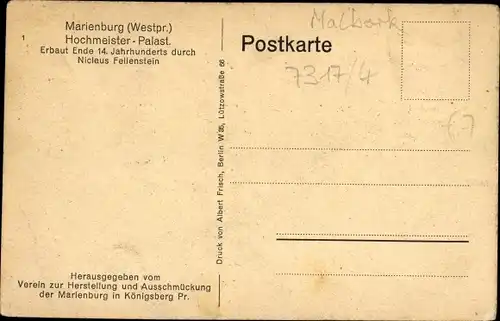 Marienburg (Westpr.)
Hochmeister-Palast.
1
Erbaut Ende 14. Jahrhunderts durch
Niclaus Fellenstein
Malbork
Postkarte
7317/4
Druck von Albert Frisch, Berlin W 35, Lützowstraße 66
Herausgegeben vom
Verein zur Herstellung und Ausschmückung
der Marienburg in Königsberg Pr.